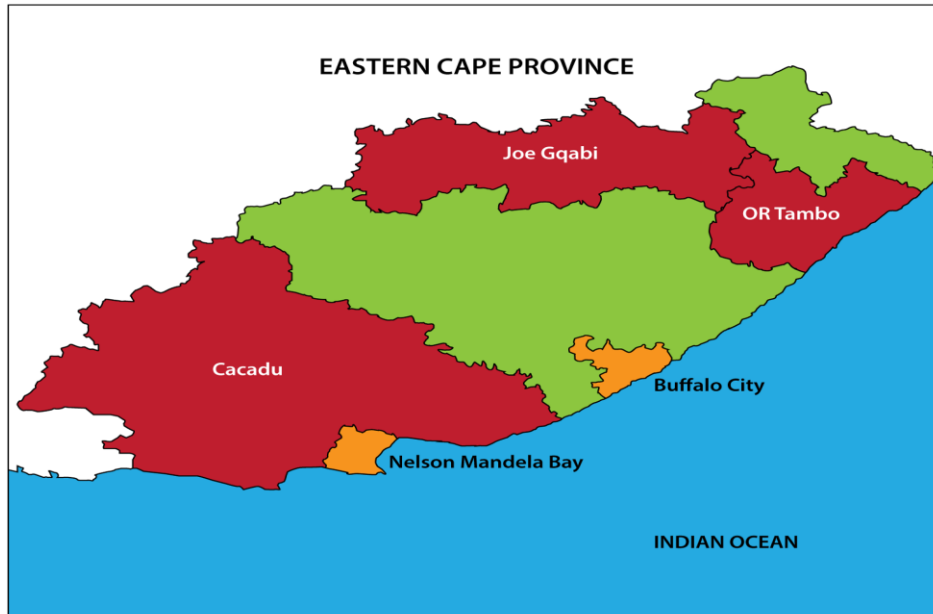 EASTERN CAPE PROVINCE
Joe Gqabi
OR Tambo
Cacadu
Buffalo City
Nelson Mandela Bay
INDIAN OCEAN